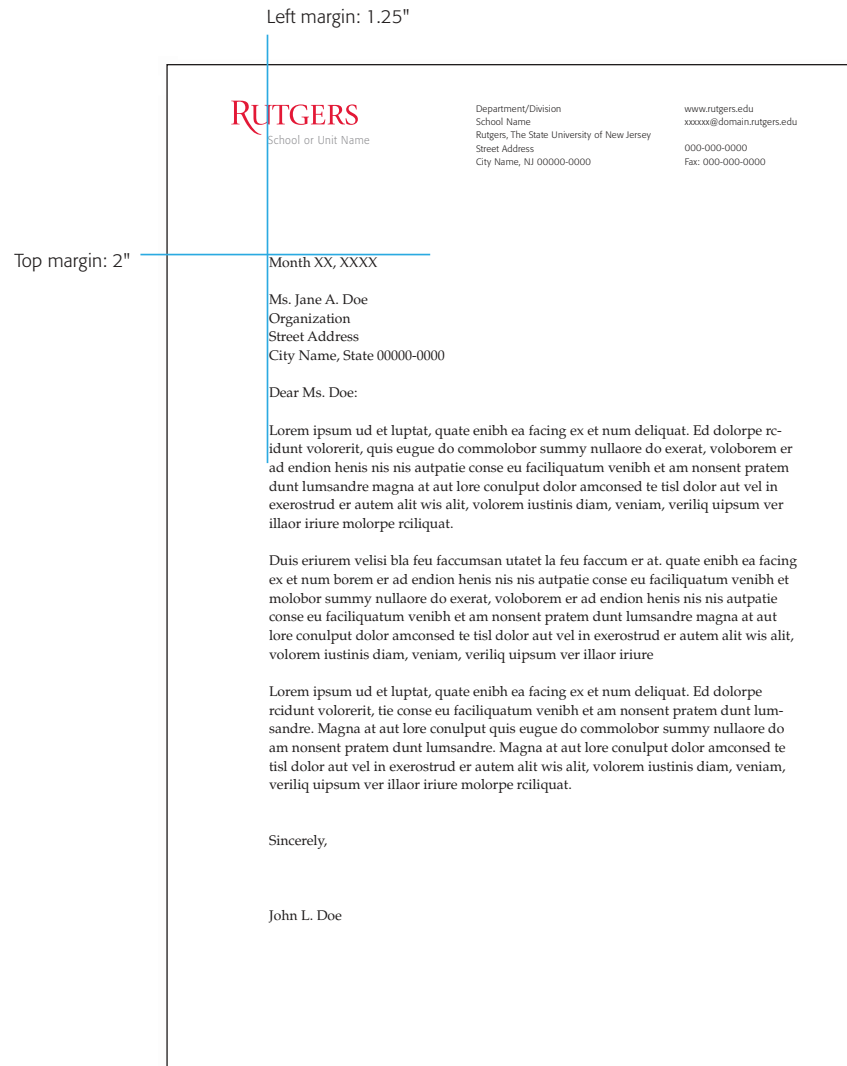 Left margin: 1.25"
RUTGERS
School or Unit Name
Department/Division
School Name
Rutgers, The State University of New Jersey
Street Address
City Name, NJ 00000-0000
www.rutgers.edu
xxxxxx@domain.rutgers.edu
000-000-0000
Fax: 000-000-0000
Top margin: 2"
Month XX, XXXX
Ms. Jane A. Doe
Organization
Street Address
City Name, State 00000-0000
Dear Ms. Doe:
Lorem ipsum ud et luptat, quate enibh ea facing ex et num deliquat. Ed dolorpe rc-
idunt volorerit, quis eugue do commolobor summy nullaore do exerat, voloborem er
ad endion henis nis nis autpatie conse eu faciliquatum venibh et am nonsent pratem
dunt lumsandre magna at aut lore conulput dolor amconsed te tisl dolor aut vel in
exerostrud er autem alit wis alit, volorem iustinis diam, veniam, veriliq uipsum ver
illaor iriure molorpe rciliquat.
Duis eriurem velisi bla feu faccumsan utatet la feu faccum er at. quate enibh ea facing
ex et num borem er ad endion henis nis nis autpatie conse eu faciliquatum venibh et
molobor summy nullaore do exerat, voloborem er ad endion henis nis nis autpatie
conse eu faciliquatum venibh et am nonsent pratem dunt lumsandre magna at aut
lore conulput dolor amconsed te tisl dolor aut vel in exerostrud er autem alit wis alit,
volorem iustinis diam, veniam, veriliq uipsum ver illaor iriure
Lorem ipsum ud et luptat, quate enibh ea facing ex et num deliquat. Ed dolorpe
rcidunt volorerit, tie conse eu faciliquatum venibh et am nonsent pratem dunt lum-
sandre. Magna at aut lore conulput quis eugue do commolobor summy nullaore do
am nonsent pratem dunt lumsandre. Magna at aut lore conulput dolor amconsed te
tisl dolor aut vel in exerostrud er autem alit wis alit, volorem iustinis diam, veniam,
veriliq uipsum ver illaor iriure molorpe rciliquat.
Sincerely,
John L. Doe